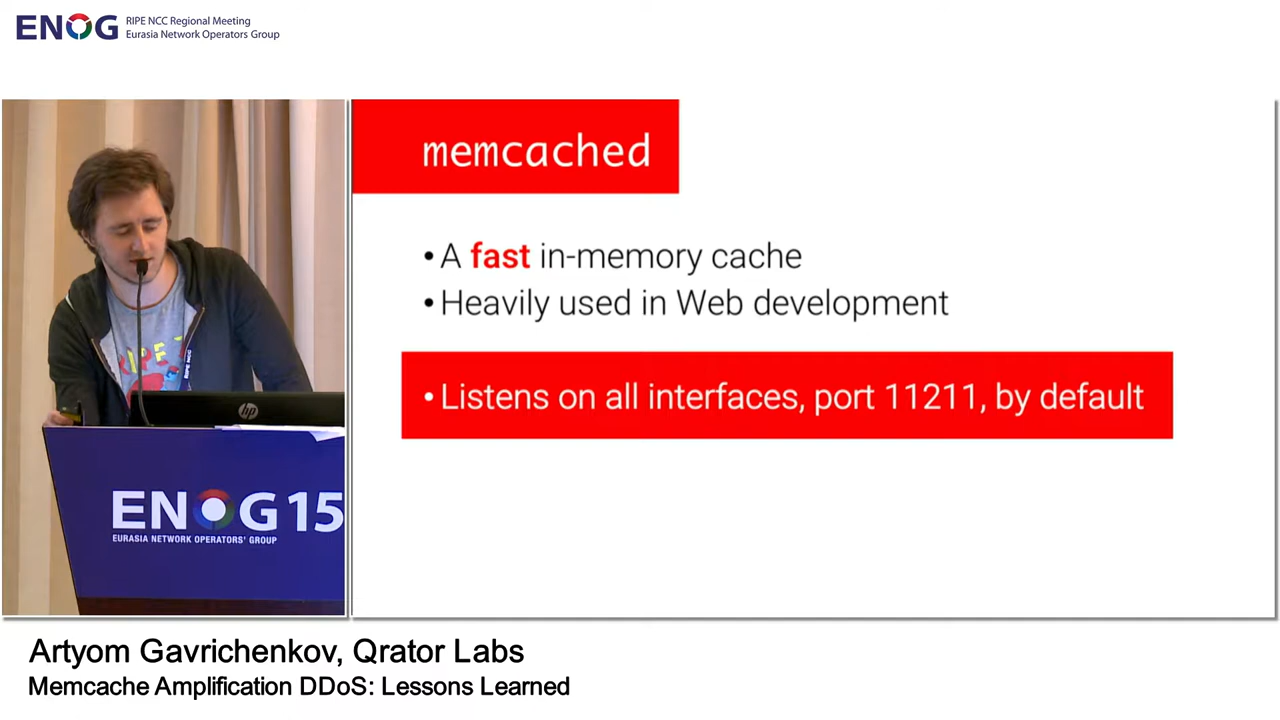 ENOG
RIPE NCC Regional Meeting
Eurasia Network Operators Group
memcached
• A fast in-memory cache
• Heavily used in Web development
• Listens on all interfaces, port 11211, by default
RIPE NCC
hp
ENOG 15
EURASIA NETWORK OPERATORS' GROUP
Artyom Gavrichenkov, Qrator Labs
Memcache Amplification DDoS: Lessons Learned